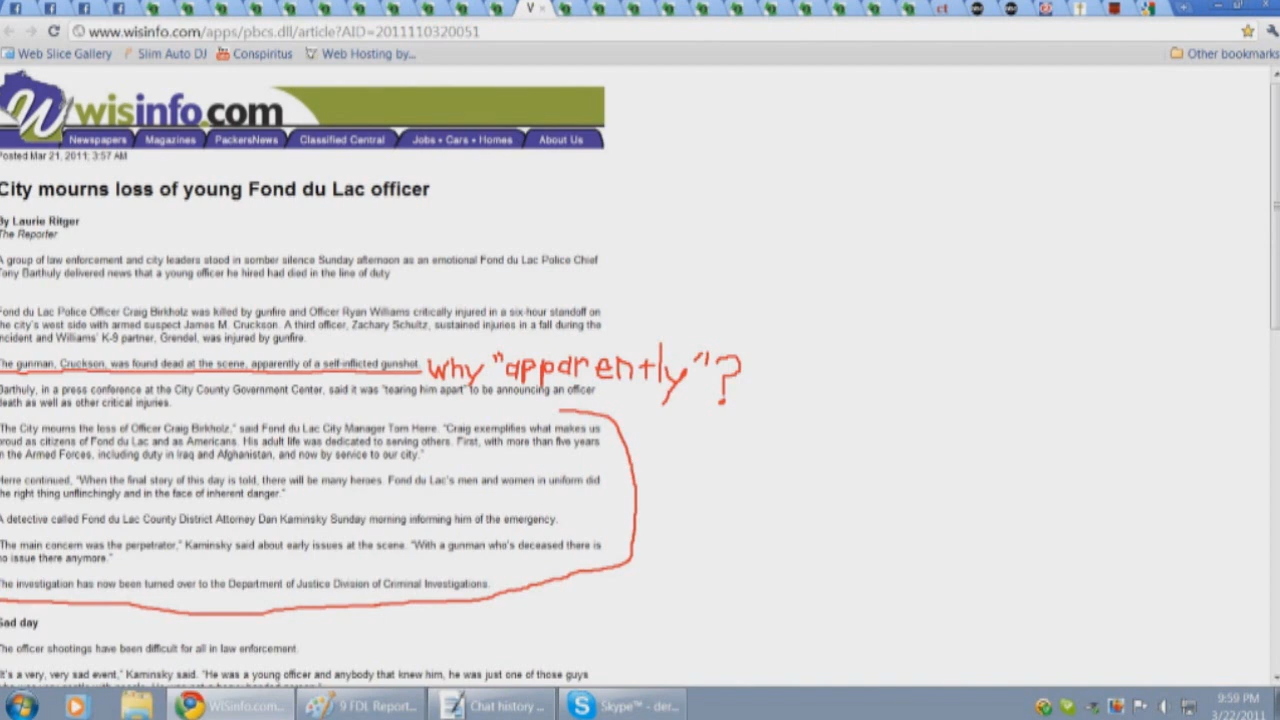 V
ct
www.wisinfo.com/apps/pbcs.dll/article?AID=2011110320051
Web Slice Gallery Slim Auto DJ Conspiritus Web Hosting by... Other bookmarks
W wisinfo.com
Newspapers Magazines PackersNews Classified Central Jobs • Cars • Homes About Us
Posted Mar 21, 2011; 3:57 AM
City mourns loss of young Fond du Lac officer
By Laurie Ritger
The Reporter
A group of law enforcement and city leaders stood in somber silence Sunday afternoon as an emotional Fond du Lac Police Chief
Tony Barthuly delivered news that a young officer he hired had died in the line of duty
Fond du Lac Police Officer Craig Birkholz was killed by gunfire and Officer Ryan Williams critically injured in a six-hour standoff on
the city's west side with armed suspect James M. Cruckson. A third officer, Zachary Schultz, sustained injuries in a fall during the
incident and Williams' K-9 partner, Grendel, was injured by gunfire.
The gunman, Cruckson, was found dead at the scene, apparently of a self-inflicted gunshot. why "apparently"?
Barthuly, in a press conference at the City County Government Center, said it was "tearing him apart" to be announcing an officer
death as well as other critical injuries.
"The City mourns the loss of Officer Craig Birkholz," said Fond du Lac City Manager Tom Herre. "Craig exemplifies what makes us
proud as citizens of Fond du Lac and as Americans. His adult life was dedicated to serving others. First, with more than five years
in the Armed Forces, including duty in Iraq and Afghanistan, and now by service to our city."
Herre continued, "When the final story of this day is told, there will be many heroes. Fond du Lac's men and women in uniform did
the right thing unflinchingly and in the face of inherent danger."
A detective called Fond du Lac County District Attorney Dan Kaminsky Sunday morning informing him of the emergency.
"The main concern was the perpetrator," Kaminsky said about early issues at the scene. "With a gunman who's deceased there is
no issue there anymore."
The investigation has now been turned over to the Department of Justice Division of Criminal Investigations.
Sad day
The officer shootings have been difficult for all in law enforcement.
"It's a very, very sad event," Kaminsky said. "He was a young officer and anybody that knew him, he was just one of those guys
WISinfo.com... 9 FDL Report... Chat history ... Skype™ - der...
9:59 PM
3/22/2011